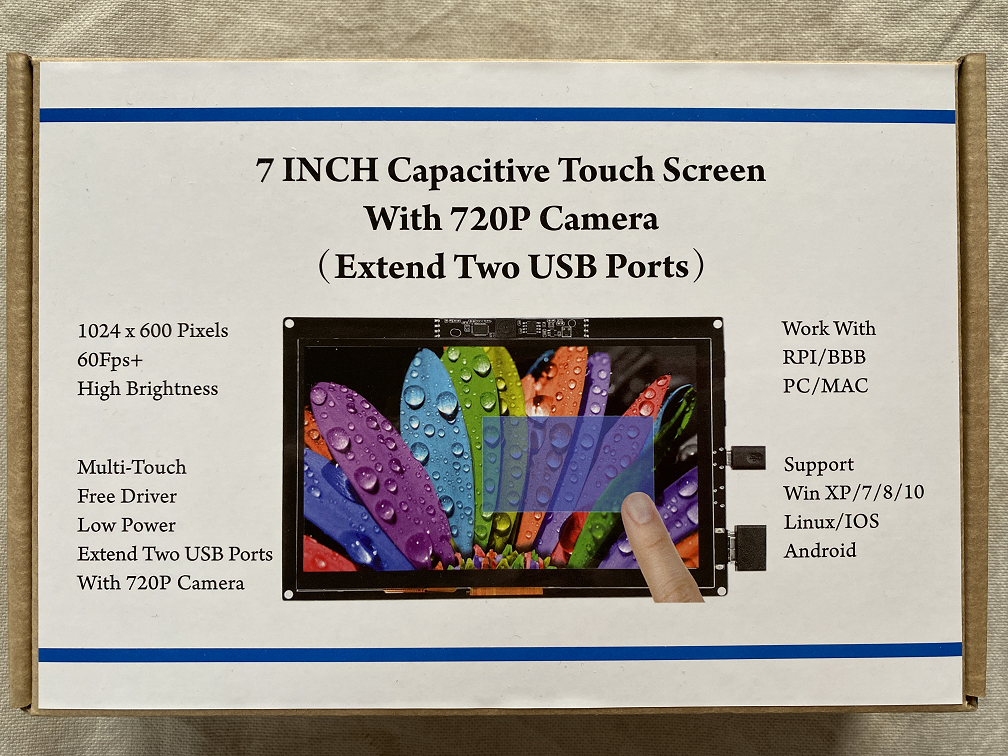 7 INCH Capacitive Touch Screen
With 720P Camera
(Extend Two USB Ports)
1024 x 600 Pixels
60Fps+
High Brightness
Multi-Touch
Free Driver
Low Power
Extend Two USB Ports
With 720P Camera
Work With
RPI/BBB
PC/MAC
Support
Win XP/7/8/10
Linux/IOS
Android